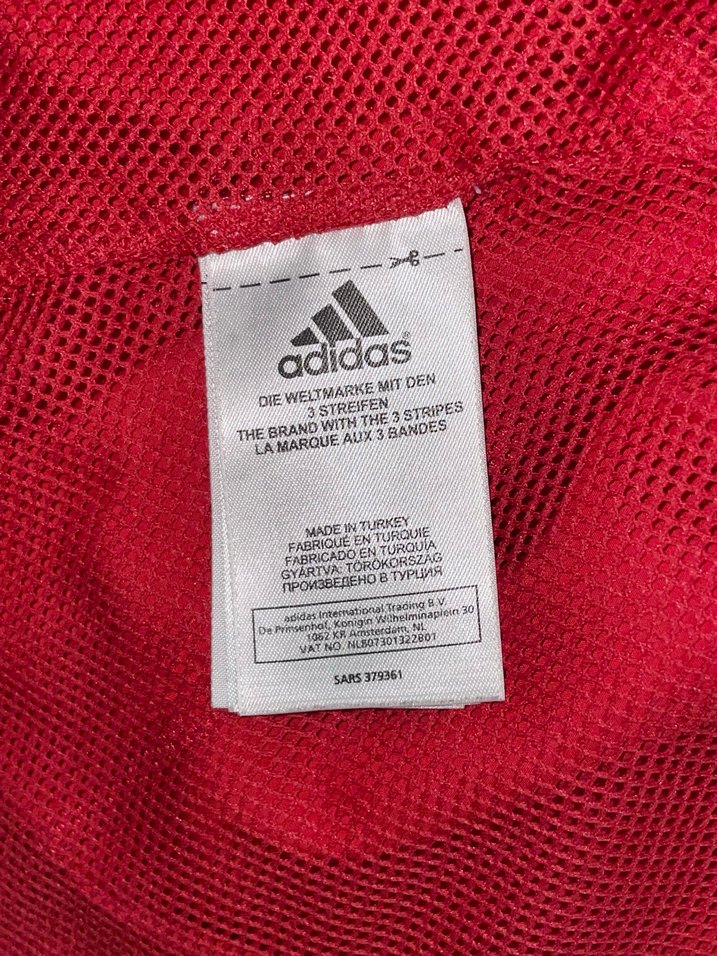 adidas®
DIE WELTMARKE MIT DEN
3 STREIFEN
THE BRAND WITH THE 3 STRIPES
LA MARQUE AUX 3 BANDES
MADE IN TURKEY
FABRIQUÉ EN TURQUIE
FABRICADO EN TURQUÍA
GYÁRTVA: TÖRÖKORSZÁG
ПРОИЗВЕДЕНО В ТУРЦИЯ
adidas International Trading B.V.
De Prinsenhof, Konigin Wilhelminaplein 30
1062 KR Amsterdam, NL
VAT NO. NL807301322B01
SARS 379361